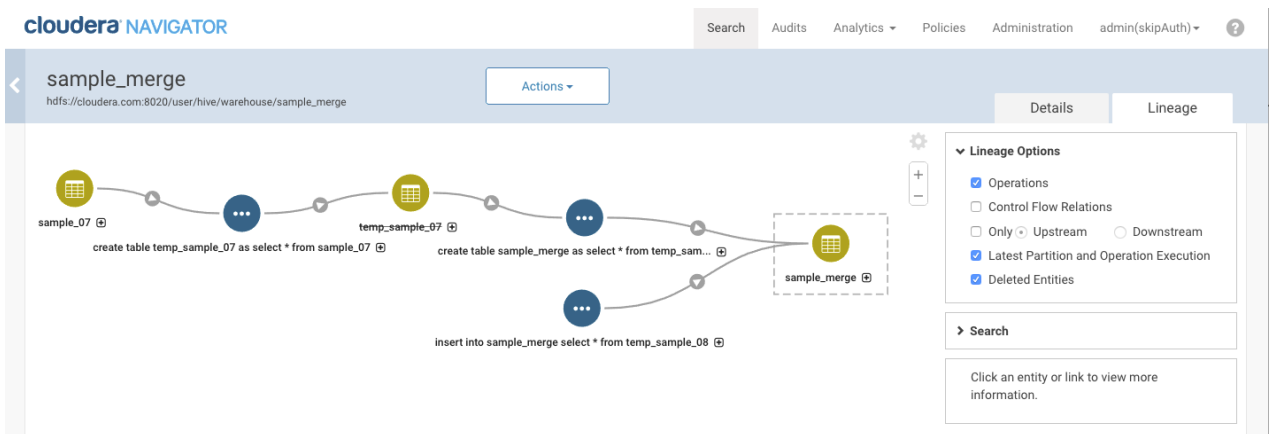 cloudera NAVIGATOR
Search Audits Analytics Policies Administration admin(skipAuth) ?
sample_merge
hdfs://cloudera.com:8020/user/hive/warehouse/sample_merge
Actions
Details Lineage
sample_07
create table temp_sample_07 as select * from sample_07
temp_sample_07
create table sample_merge as select * from temp_sam...
sample_merge
insert into sample_merge select * from temp_sample_08
+
−
Lineage Options
Operations
Control Flow Relations
Only Upstream Downstream
Latest Partition and Operation Execution
Deleted Entities
Search
Click an entity or link to view more
information.